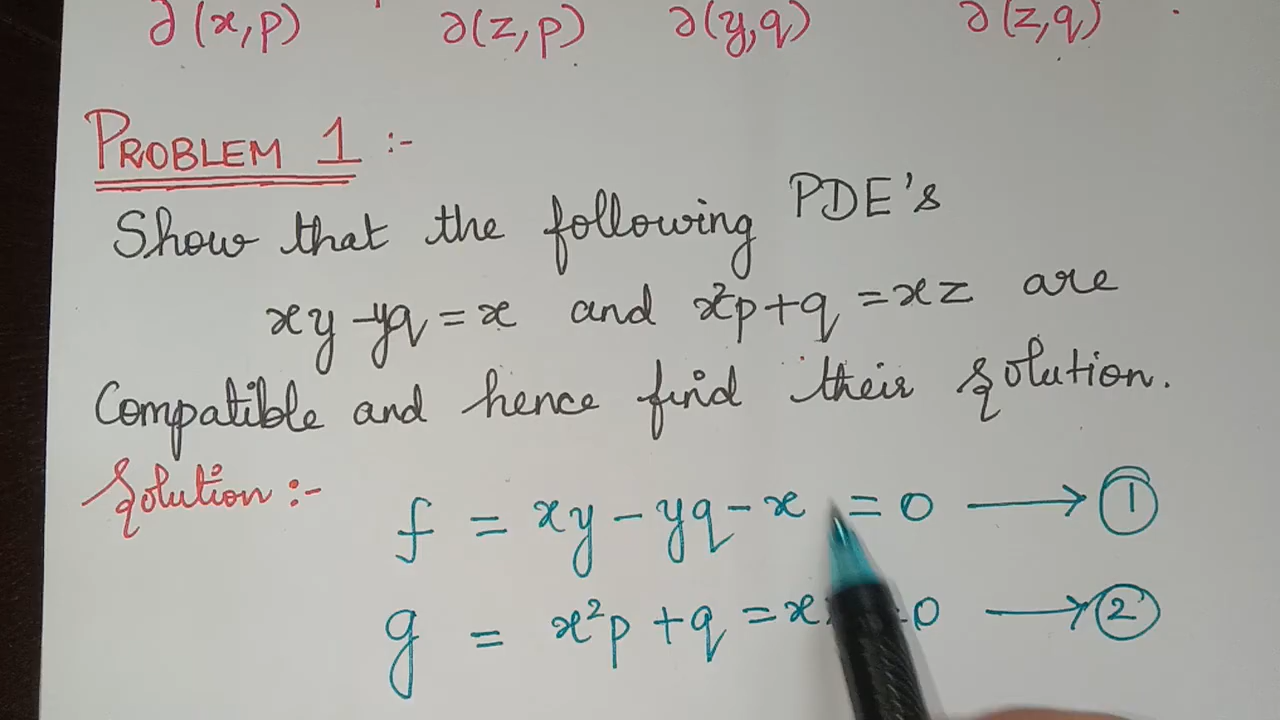 ∂(x,p) ∂(z,p) ∂(y,q) ∂(z,q)
PROBLEM 1 :-
Show that the following PDE's
xy - yq = x and x²p + q = xz are
Compatible and hence find their solution.
Solution :- f = xy - yq - x = 0 → ①
g = x²p + q = x 0 → ②